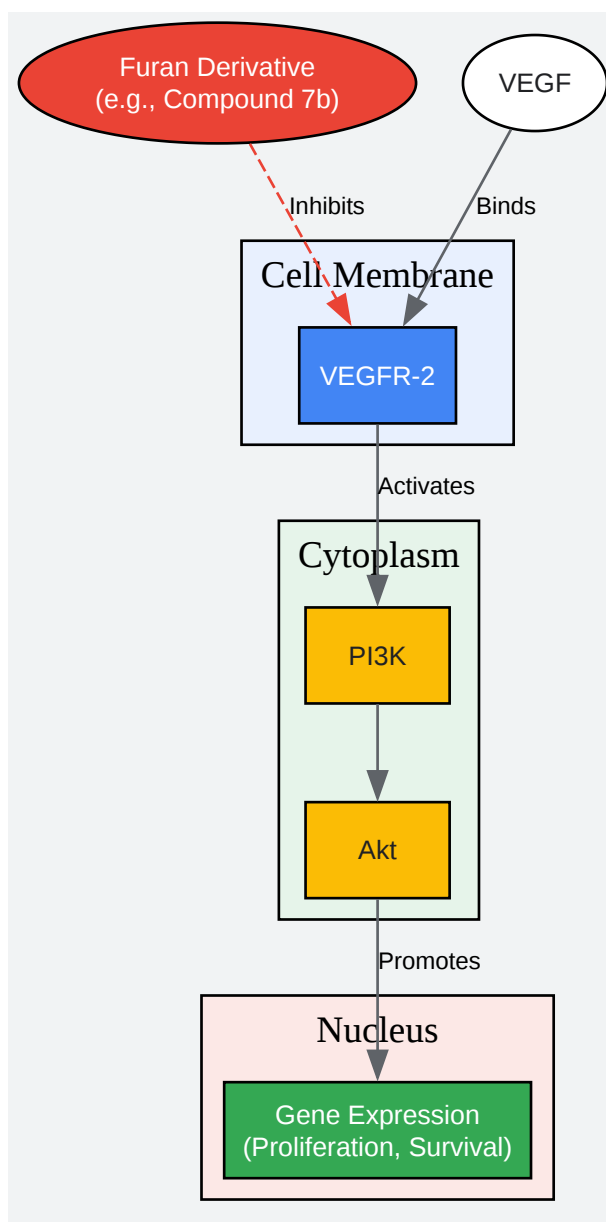 Furan Derivative
(e.g., Compound 7b)
VEGF
Inhibits
Binds
Cell Membrane
VEGFR-2
Activates
Cytoplasm
PI3K
Akt
Promotes
Nucleus
Gene Expression
(Proliferation, Survival)